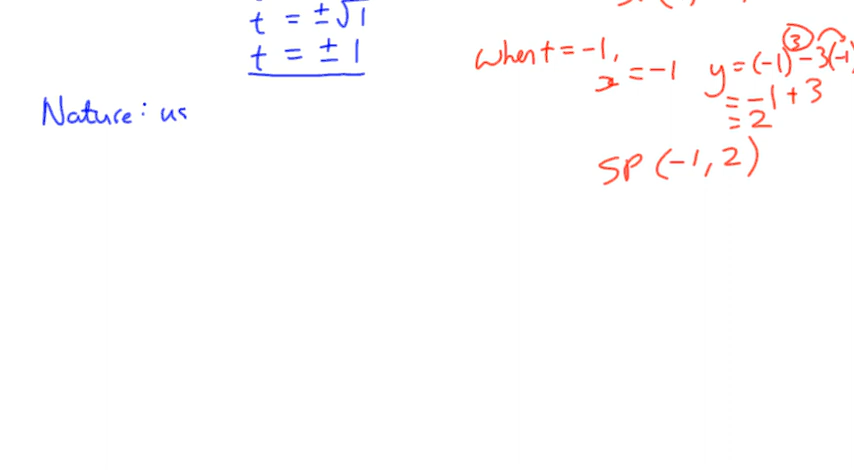 t = ±√1
t = ±1
Nature: us
when t = -1,
x = -1
y = (-1)³ - 3(-1)
= -1 + 3
= 2
SP (-1, 2)